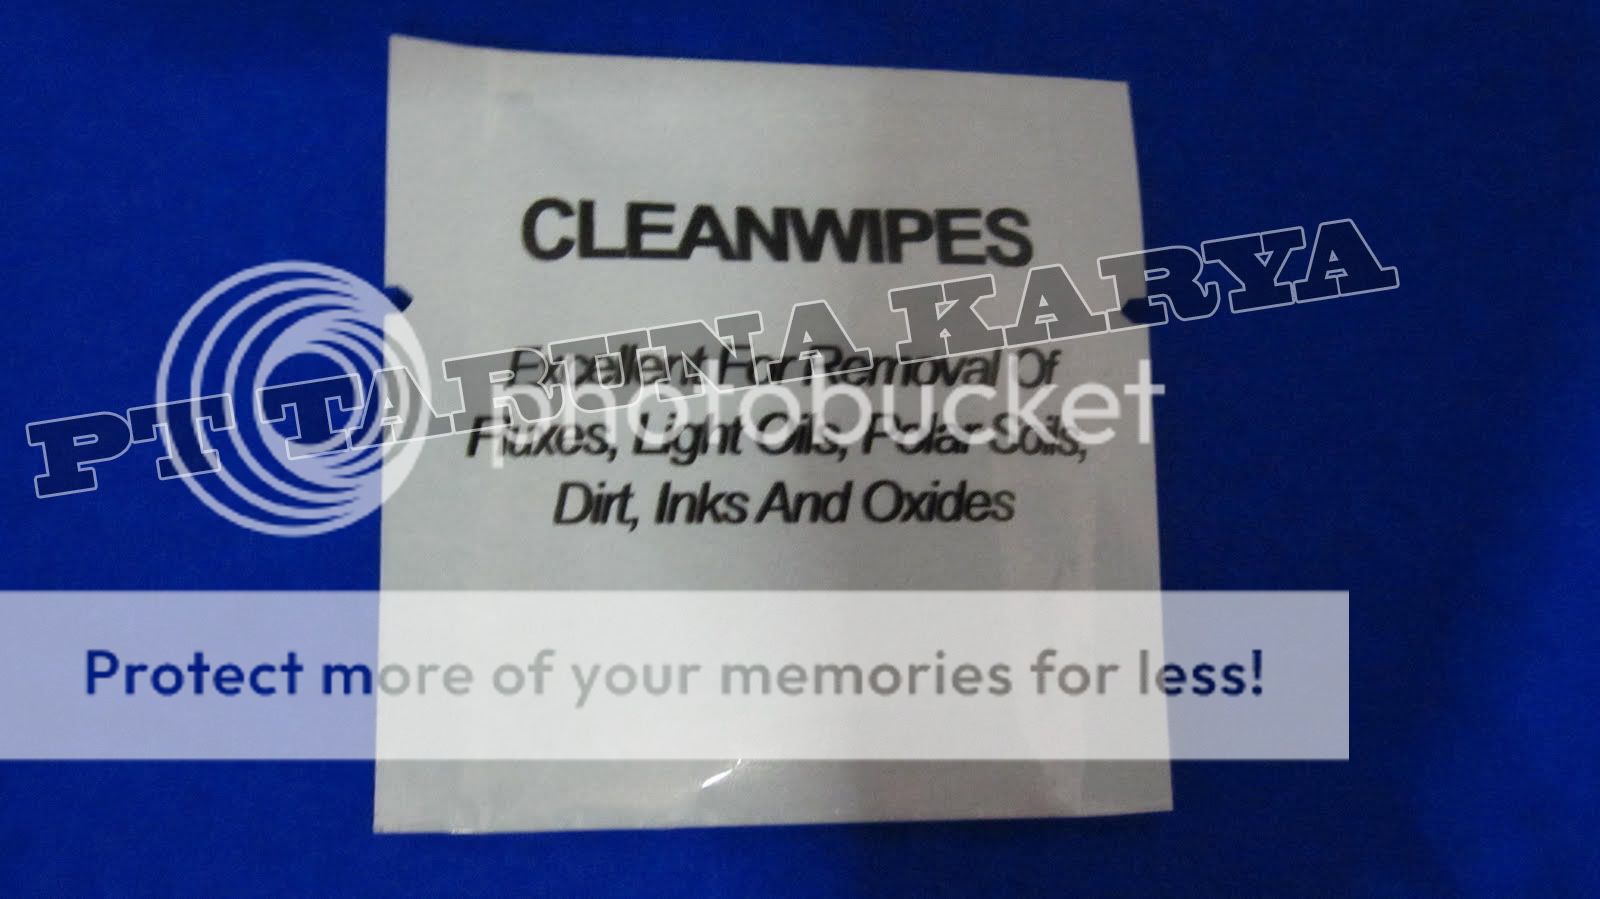 CLEANWIPES
PT TARUNA KARYA
Excellent For Removal Of
photobucket
Fluxes, Light Oils, Polar Soils,
Dirt, Inks And Oxides
Protect more of your memories for less!